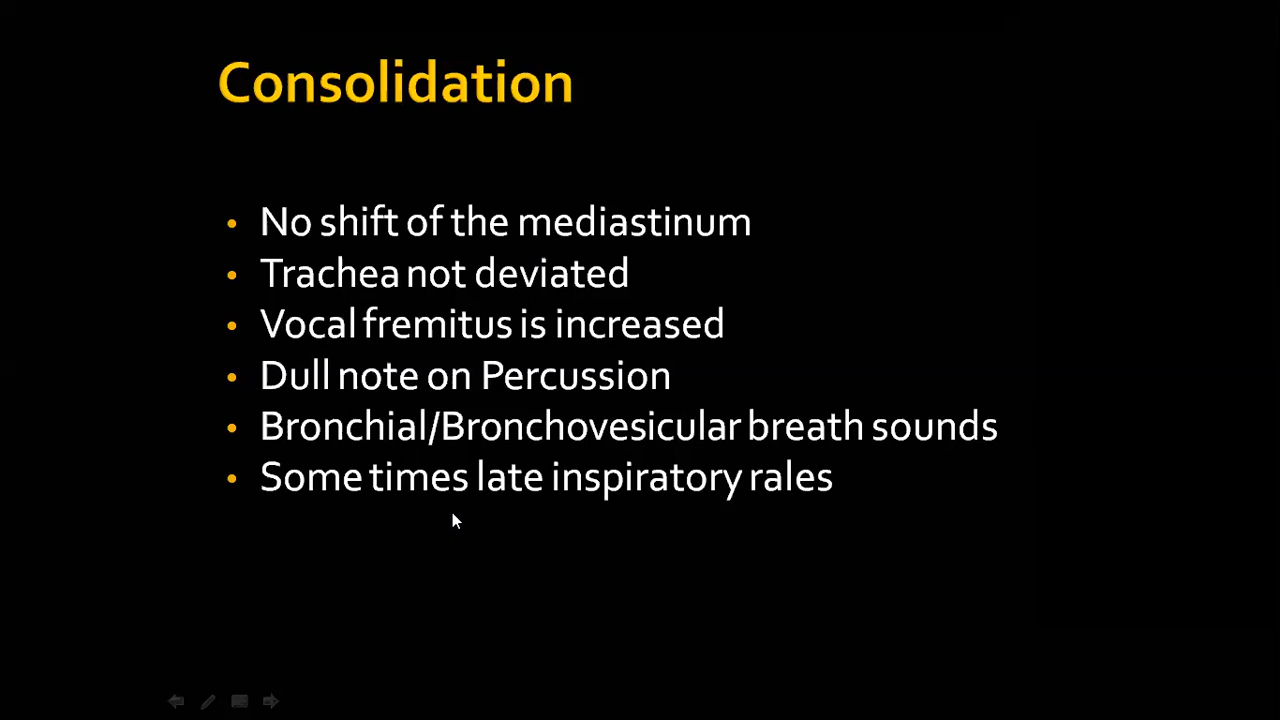 Consolidation
• No shift of the mediastinum
• Trachea not deviated
• Vocal fremitus is increased
• Dull note on Percussion
• Bronchial/Bronchovesicular breath sounds
• Some times late inspiratory rales